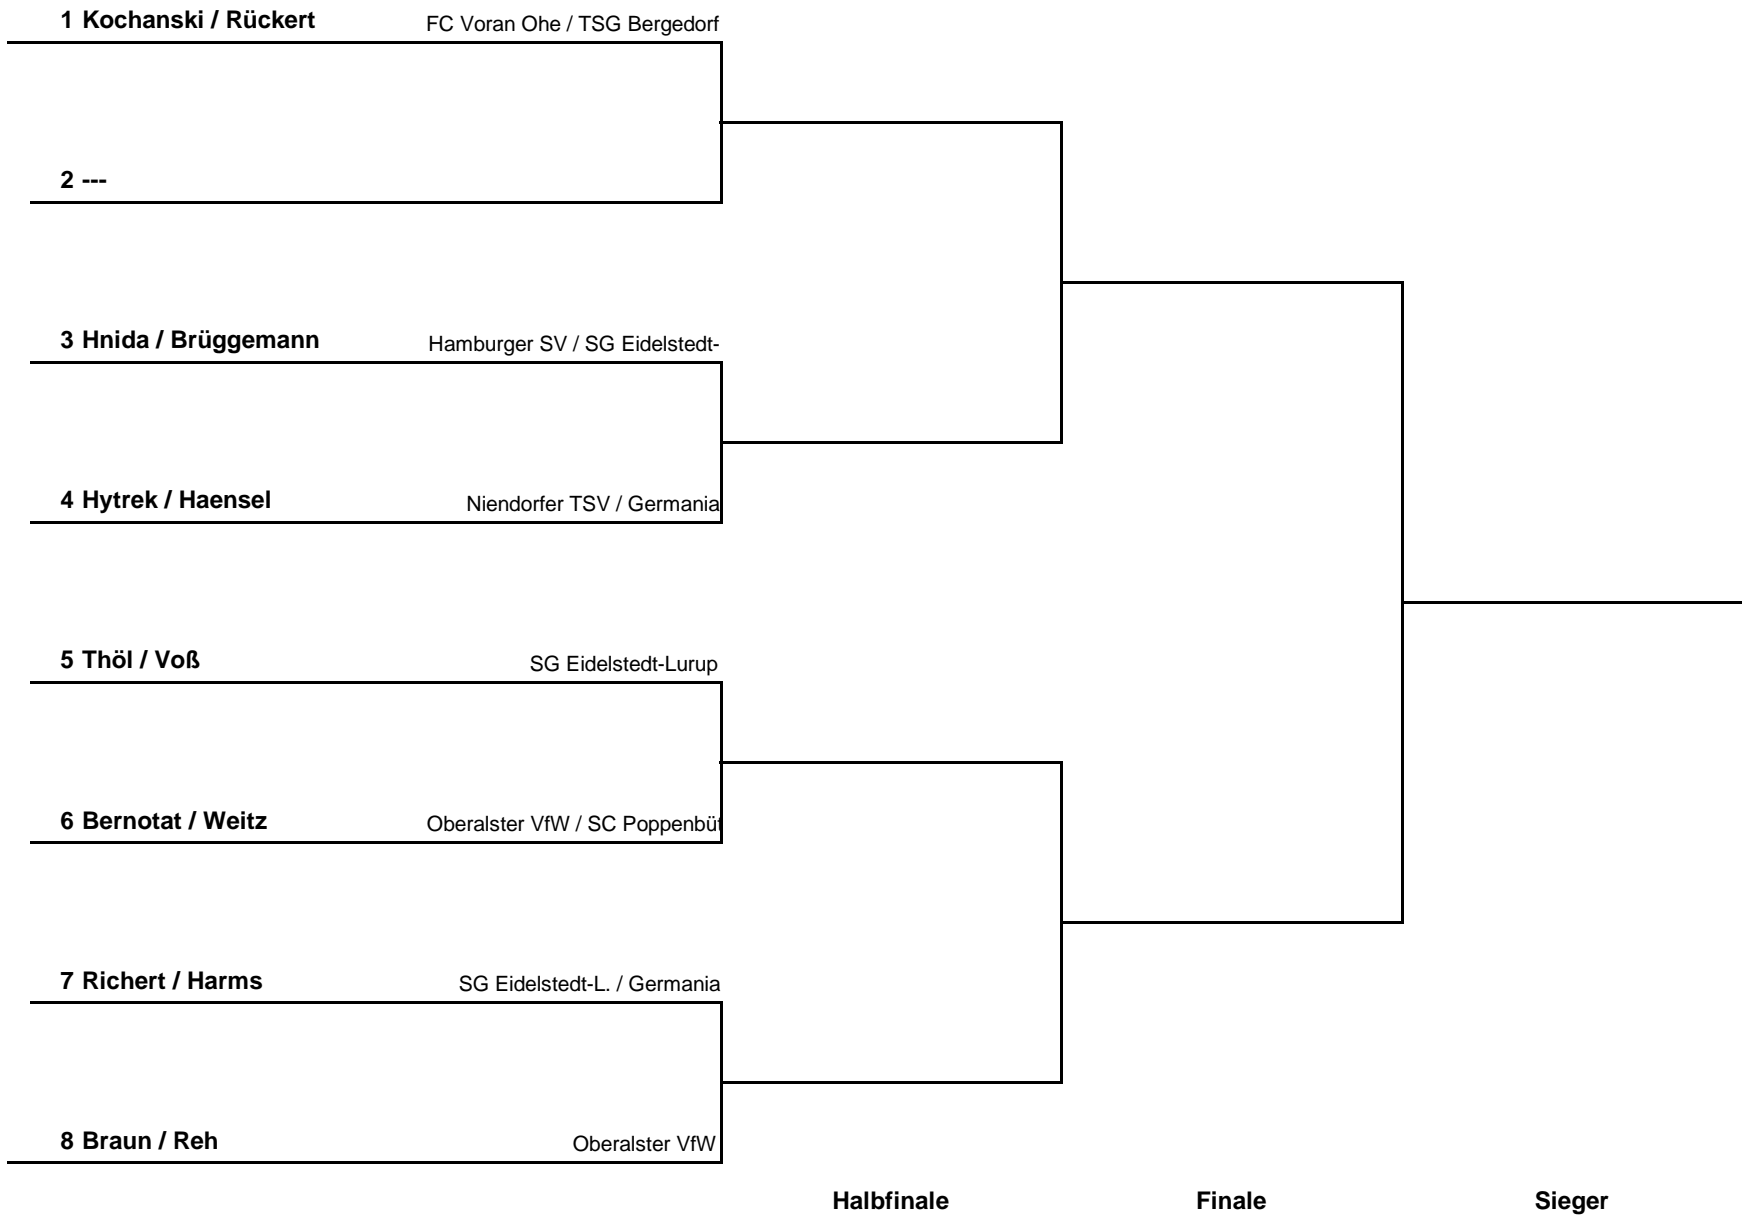 1 Kochanski / Rückert FC Voran Ohe / TSG Bergedorf
2 ---
3 Hnida / Brüggemann Hamburger SV / SG Eidelstedt-
4 Hytrek / Haensel Niendorfer TSV / Germania
5 Thöl / Voß SG Eidelstedt-Lurup
6 Bernotat / Weitz Oberalster VfW / SC Poppenbüt
7 Richert / Harms SG Eidelstedt-L. / Germania
8 Braun / Reh Oberalster VfW
Halbfinale Finale Sieger